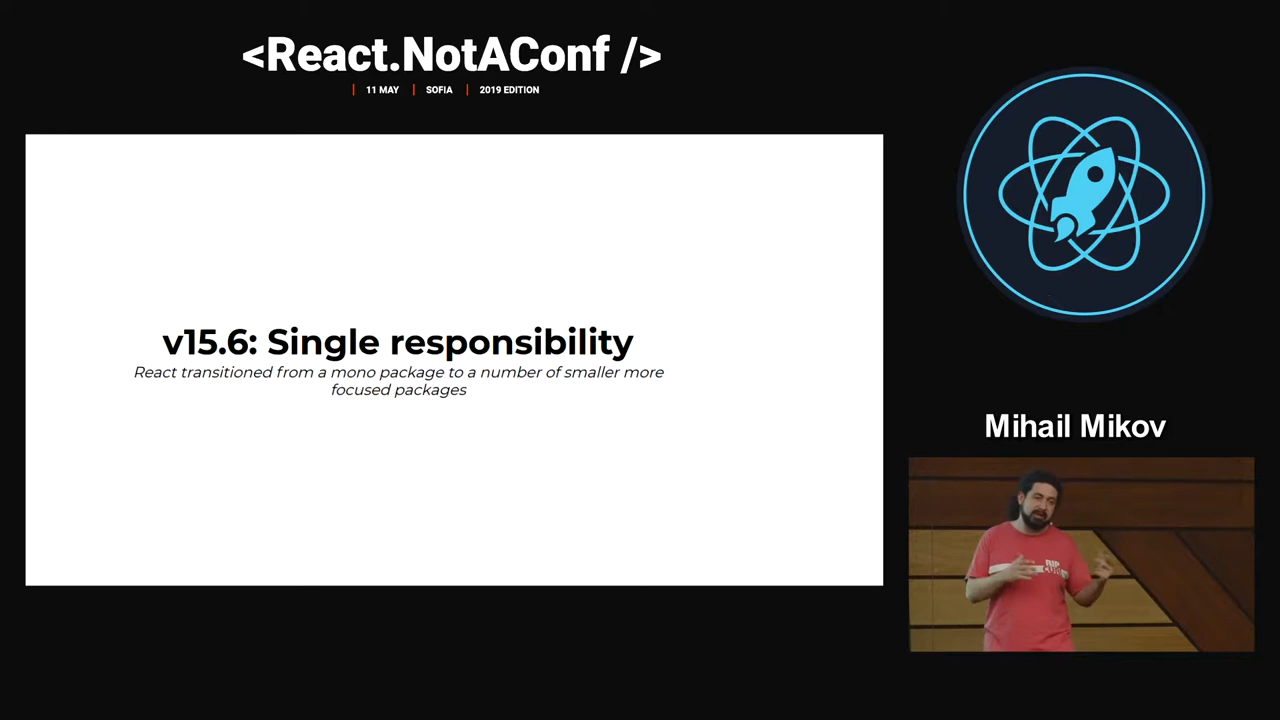 <React.NotAConf />
| 11 MAY | SOFIA | 2019 EDITION
v15.6: Single responsibility
React transitioned from a mono package to a number of smaller more
focused packages
Mihail Mikov